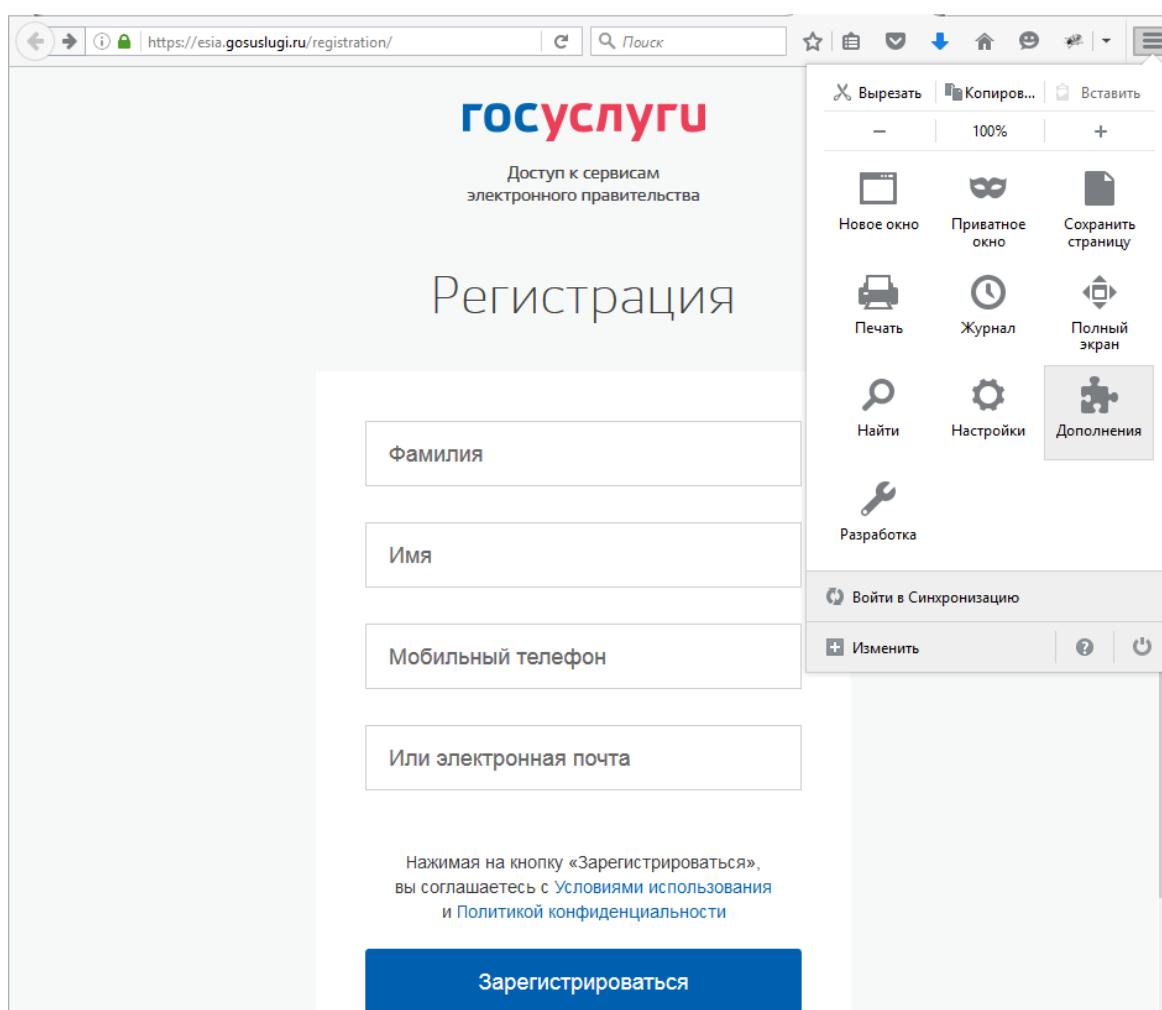 https://esia.gosuslugi.ru/registration/
Поиск
госуслуги
Доступ к сервисам
электронного правительства
Регистрация
Фамилия
Имя
Мобильный телефон
Или электронная почта
Нажимая на кнопку «Зарегистрироваться»,
вы соглашаетесь с Условиями использования
и Политикой конфиденциальности
Зарегистрироваться
Вырезать
Копиров...
Вставить
− 100% +
Новое окно
Приватное
окно
Сохранить
страницу
Печать
Журнал
Полный
экран
Найти
Настройки
Дополнения
Разработка
Войти в Синхронизацию
Изменить